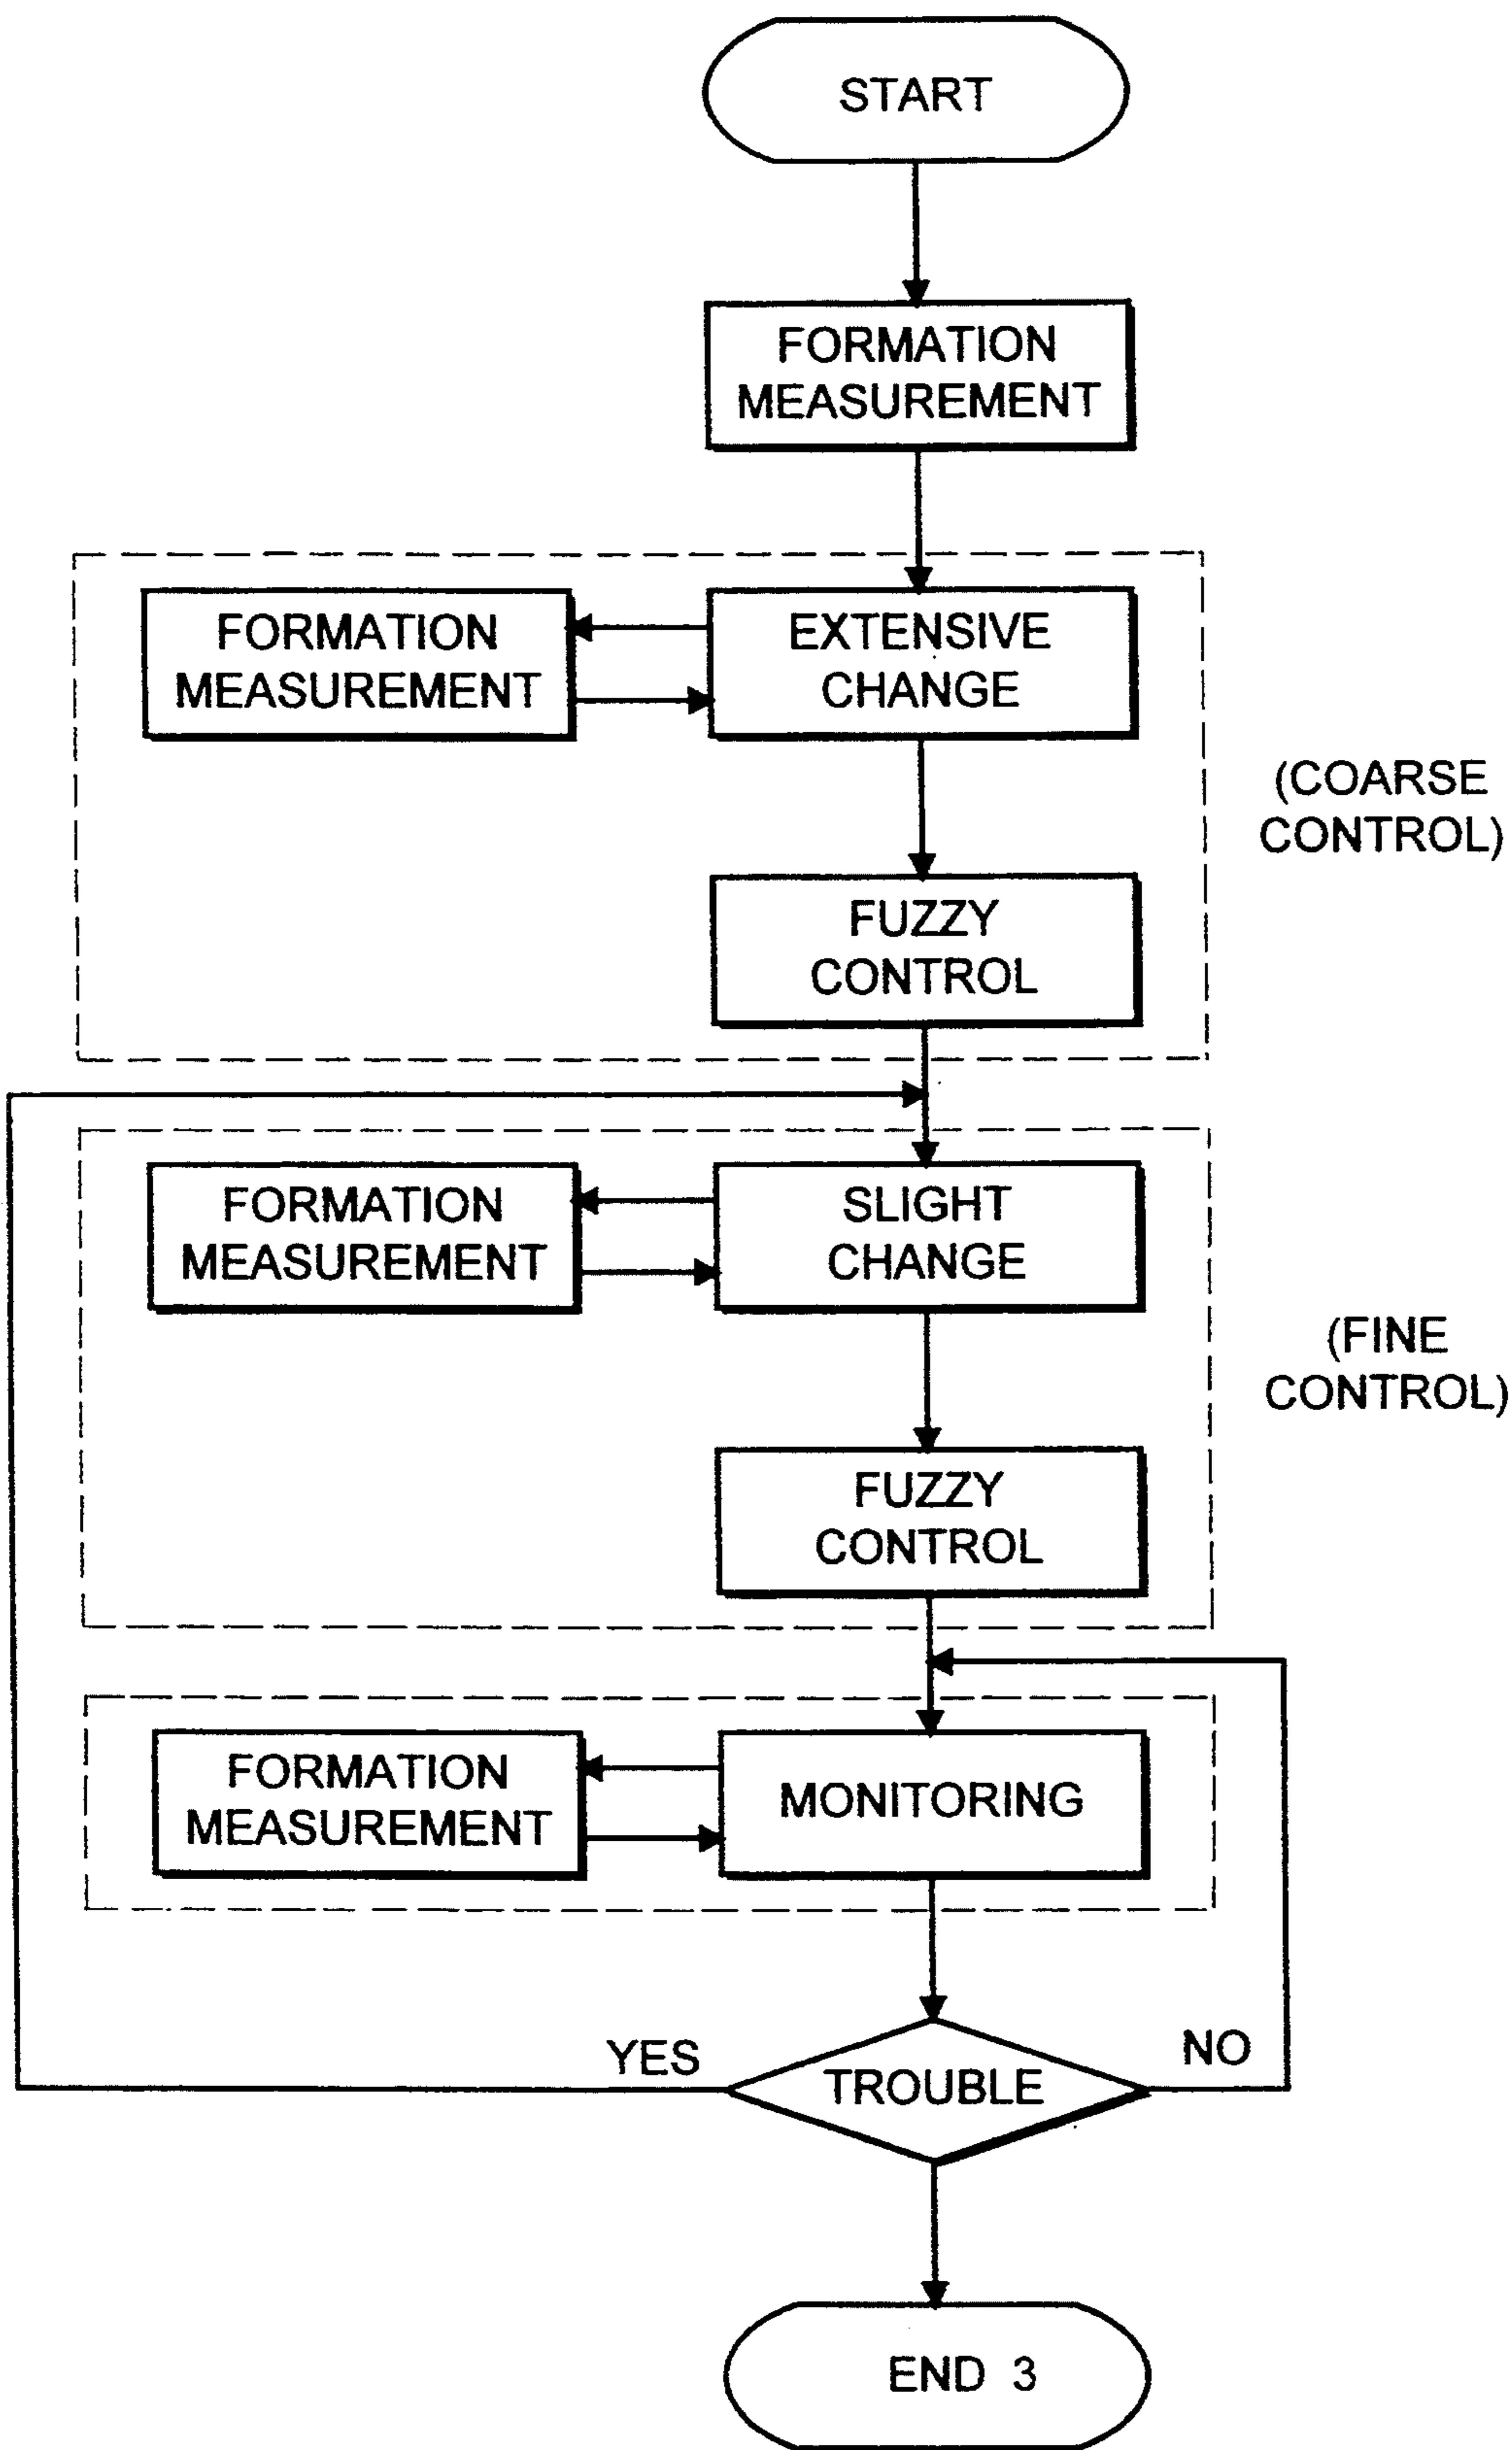 START
FORMATION
MEASUREMENT
FORMATION
MEASUREMENT
EXTENSIVE
CHANGE
(COARSE
CONTROL)
FUZZY
CONTROL
FORMATION
MEASUREMENT
SLIGHT
CHANGE
(FINE
CONTROL)
FUZZY
CONTROL
FORMATION
MEASUREMENT
MONITORING
YES
TROUBLE
NO
END 3